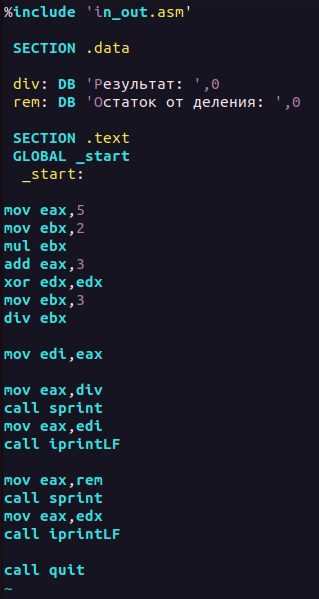 %include 'in_out.asm'
SECTION .data
div: DB 'Результат: ',0
rem: DB 'Остаток от деления: ',0
SECTION .text
GLOBAL _start
_start:
mov eax,5
mov ebx,2
mul ebx
add eax,3
xor edx,edx
mov ebx,3
div ebx
mov edi,eax
mov eax,div
call sprint
mov eax,edi
call iprintLF
mov eax,rem
call sprint
mov eax,edx
call iprintLF
call quit
~